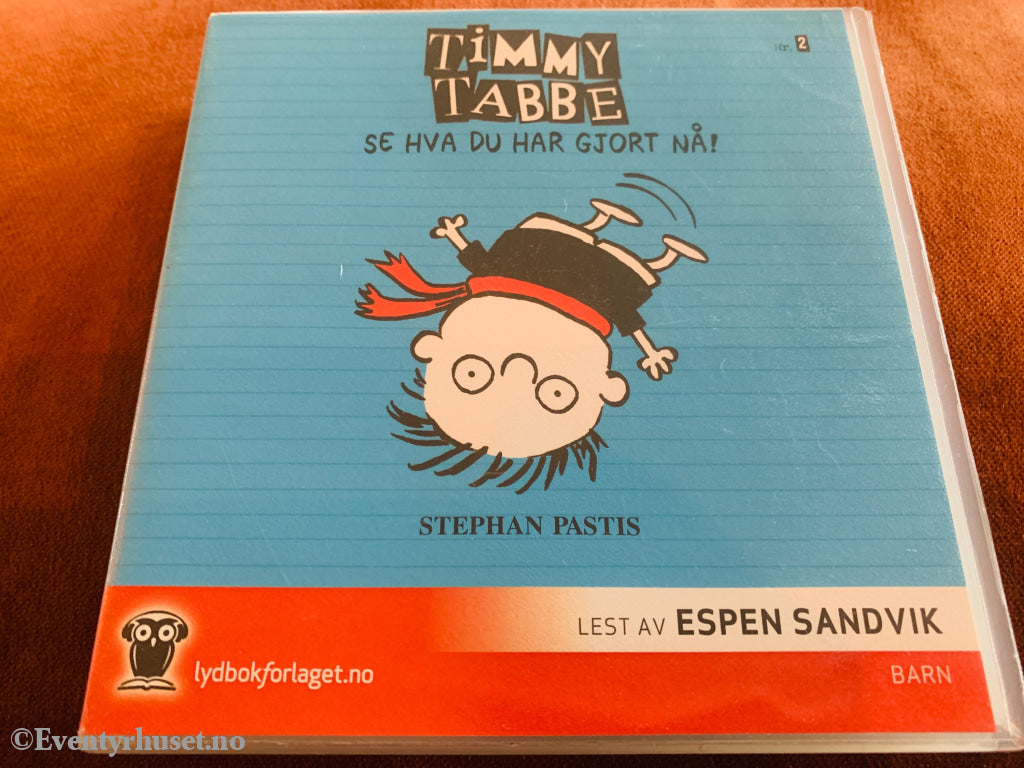 TiMMY
TABBE
Nr. 2
SE HVA DU HAR GJORT NÅ!
STEPHAN PASTIS
LEST AV ESPEN SANDVIK
lydbokforlaget.no
BARN
©Eventyrhuset.no